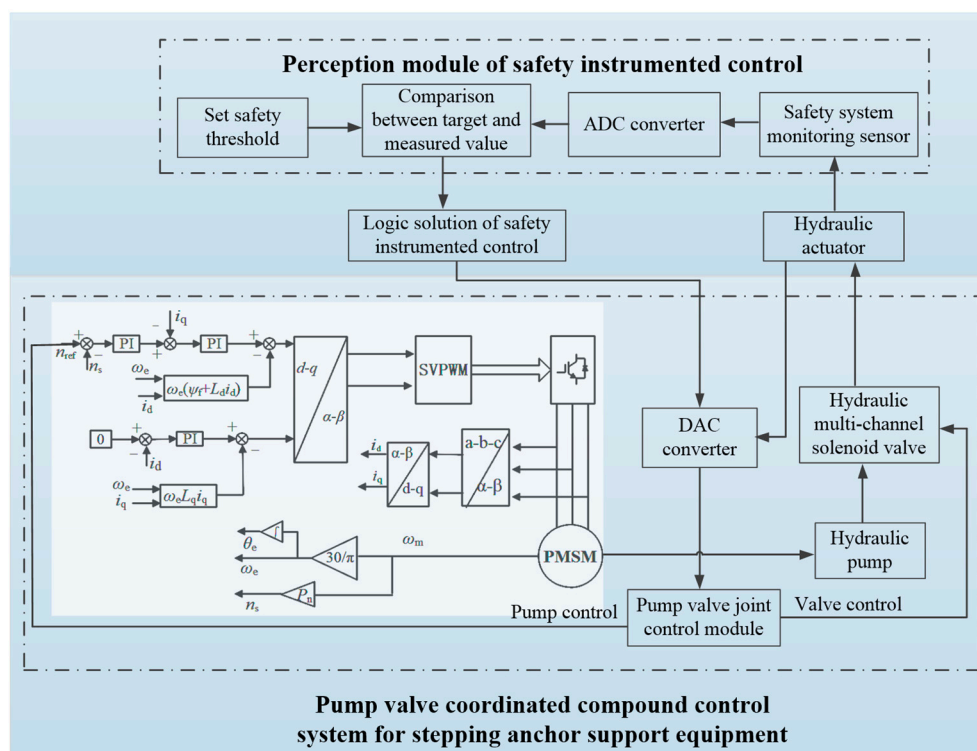 Perception module of safety instrumented control
Set safety
threshold
Comparison
between target and
measured value
ADC converter
Safety system
monitoring sensor
Logic solution of safety
instrumented control
Hydraulic
actuator
n_ref
+
−
n_s
PI
−
i_q
+
PI
+
−
ω_e
i_d
ω_e(ψ_f+L_d i_d)
d-q
α-β
SVPWM
0
+
−
i_d
PI
+
−
ω_e
i_q
ω_e L_q i_q
i_d
i_q
α-β
d-q
a-b-c
α-β
DAC
converter
Hydraulic
multi-channel
solenoid valve
θ_e
∫
ω_e
30/π
ω_m
PMSM
n_s
P_n
Hydraulic
pump
Pump control
Pump valve joint
control module
Valve control
Pump valve coordinated compound control
system for stepping anchor support equipment